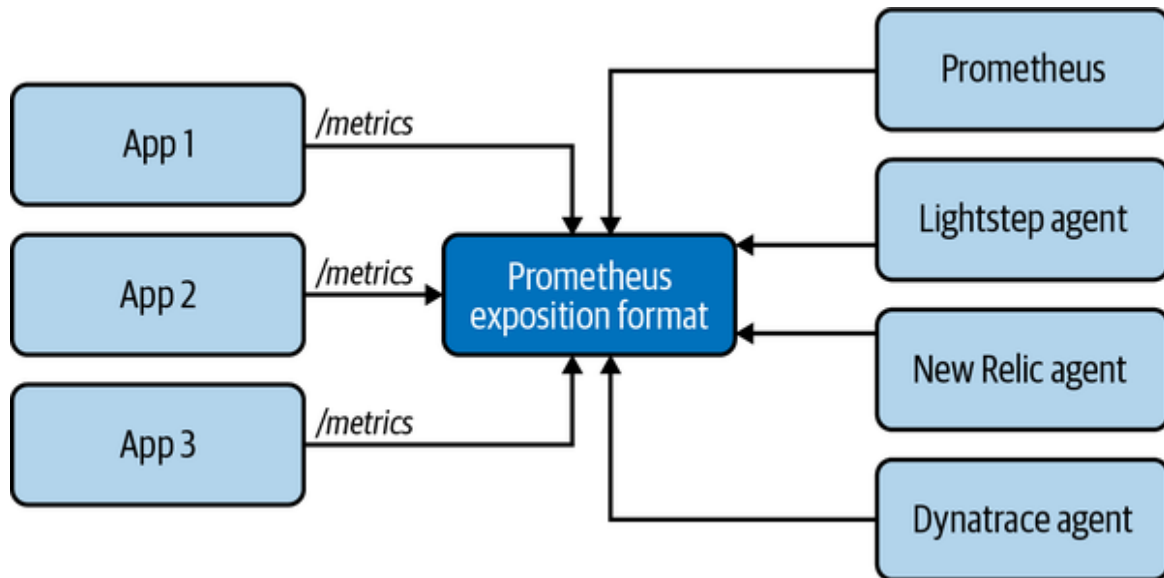 App 1
/metrics
App 2
/metrics
App 3
/metrics
Prometheus
exposition format
Prometheus
Lightstep agent
New Relic agent
Dynatrace agent